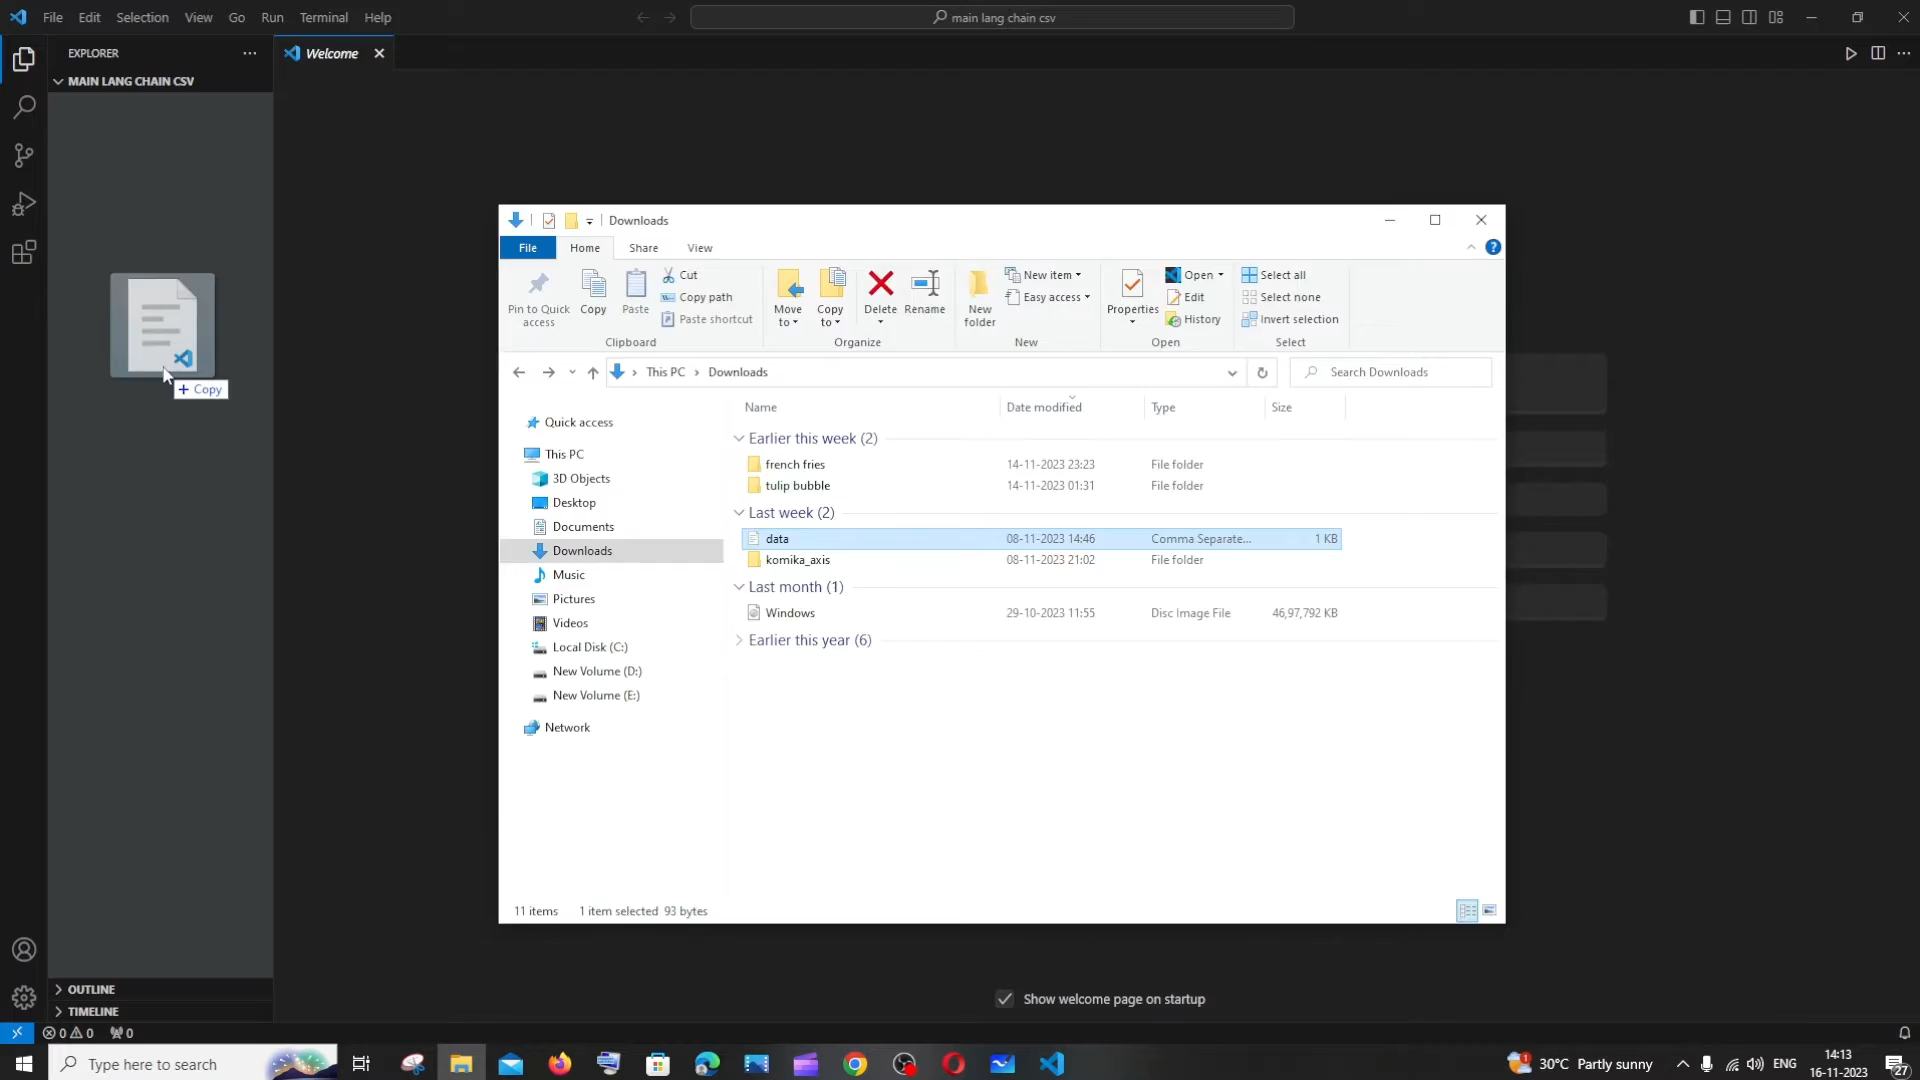 File Edit Selection View Go Run Terminal Help
main lang chain csv
EXPLORER
Welcome
MAIN LANG CHAIN CSV
Copy
Downloads
File Home Share View
Pin to Quick access
Copy
Paste
Cut
Copy path
Paste shortcut
Clipboard
Move to
Copy to
Delete
Rename
Organize
New folder
New item
Easy access
New
Properties
Open
Edit
History
Open
Select all
Select none
Invert selection
Select
This PC Downloads
Search Downloads
Name Date modified Type Size
Quick access
This PC
3D Objects
Desktop
Documents
Downloads
Music
Pictures
Videos
Local Disk (C:)
New Volume (D:)
New Volume (E:)
Network
Earlier this week (2)
french fries 14-11-2023 23:23 File folder
tulip bubble 14-11-2023 01:31 File folder
Last week (2)
data 08-11-2023 14:46 Comma Separate... 1 KB
komika_axis 08-11-2023 21:02 File folder
Last month (1)
Windows 29-10-2023 11:55 Disc Image File 46,97,792 KB
Earlier this year (6)
11 items 1 item selected 93 bytes
Show welcome page on startup
OUTLINE
TIMELINE
0 0 0
Type here to search
1
30°C Partly sunny
ENG
14:13
16-11-2023
27